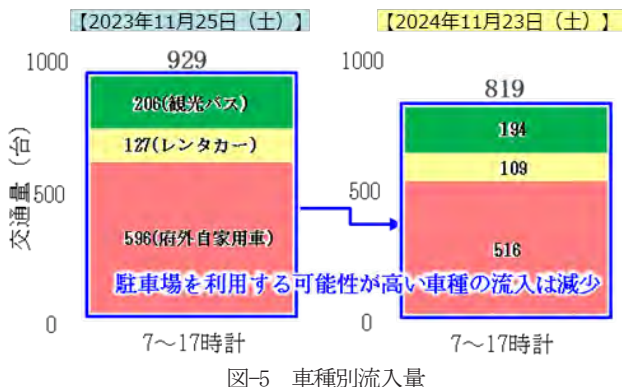 【2023年11月25日（土）】
【2024年11月23日（土）】
交通量（台）
1000
500
0
929
206(観光バス)
127(レンタカー)
596(府外自家用車)
7～17時計
1000
500
0
819
194
109
516
7～17時計
駐車場を利用する可能性が高い車種の流入は減少
図-5　車種別流入量